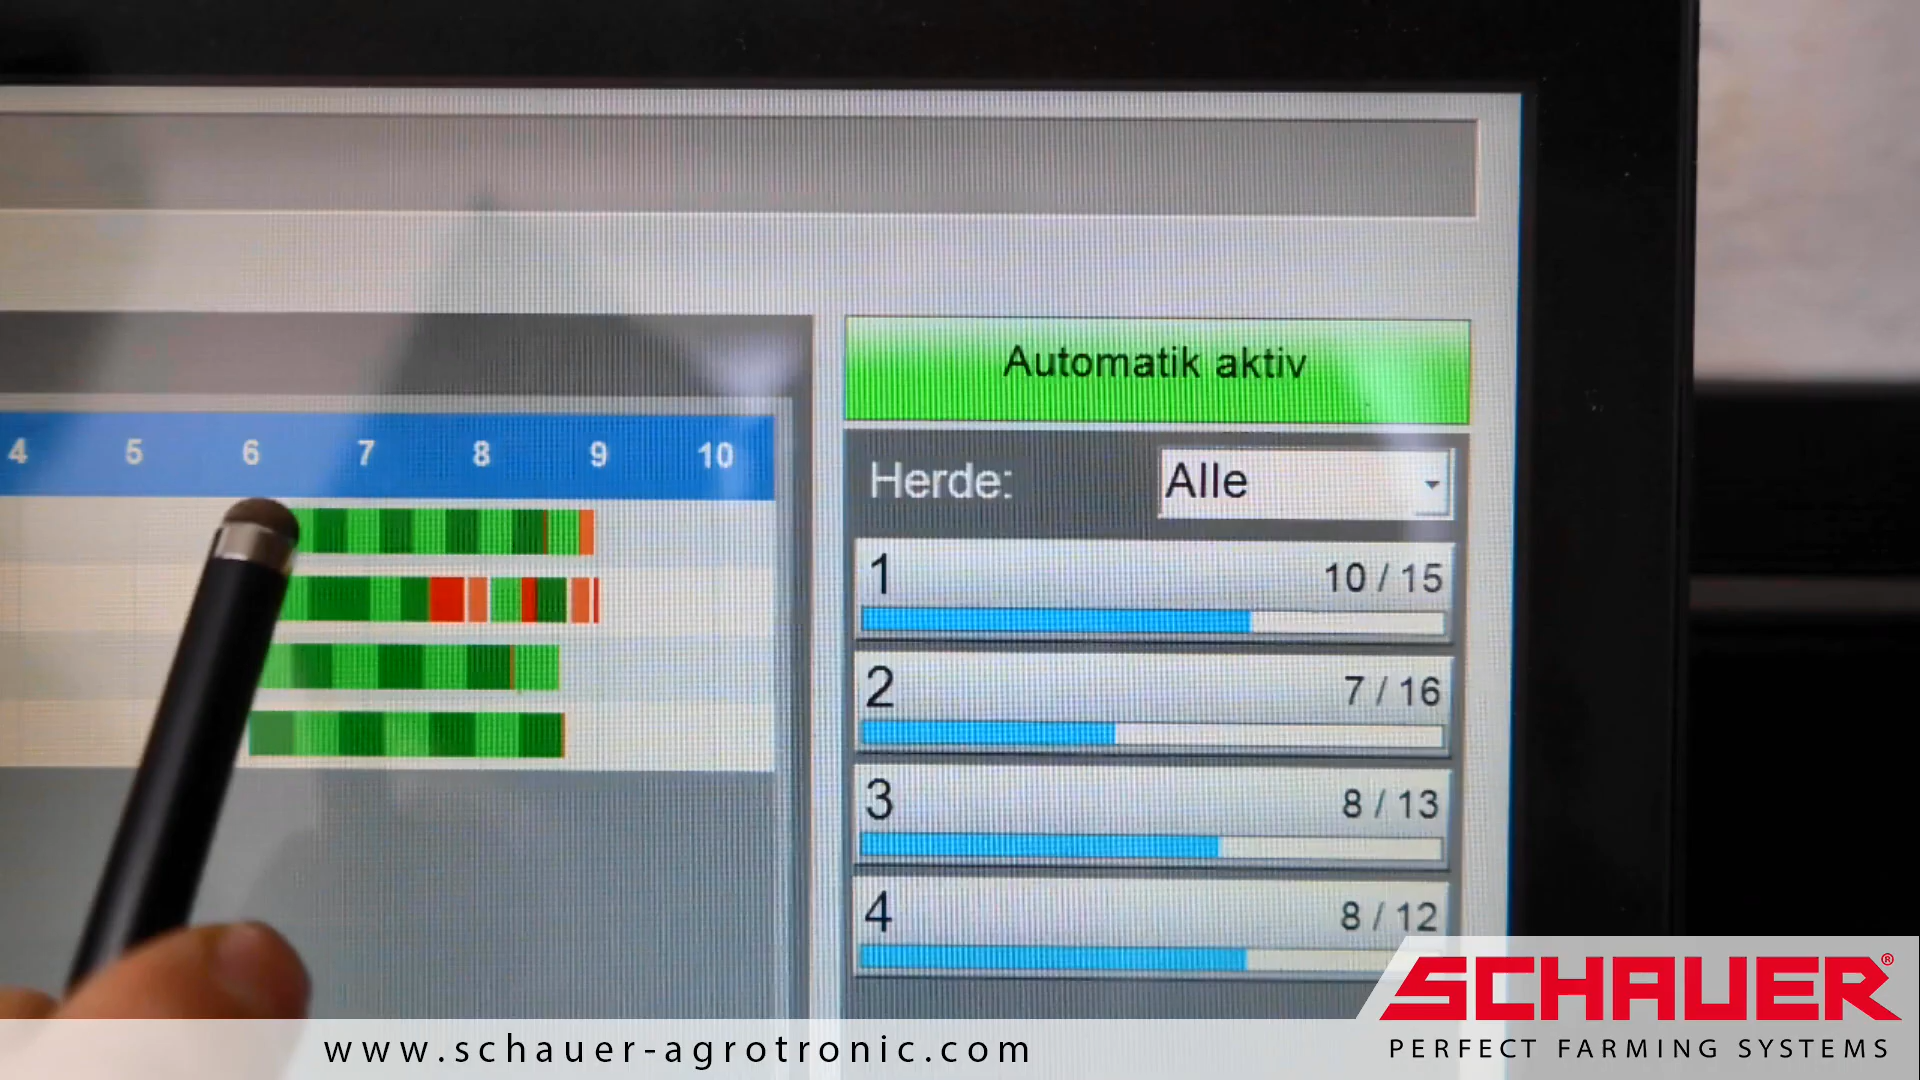 Automatik aktiv
4 5 6 7 8 9 10
Herde: Alle
1 10 / 15
2 7 / 16
3 8 / 13
4 8 / 12
SCHAUER®
PERFECT FARMING SYSTEMS
www.schauer-agrotronic.com